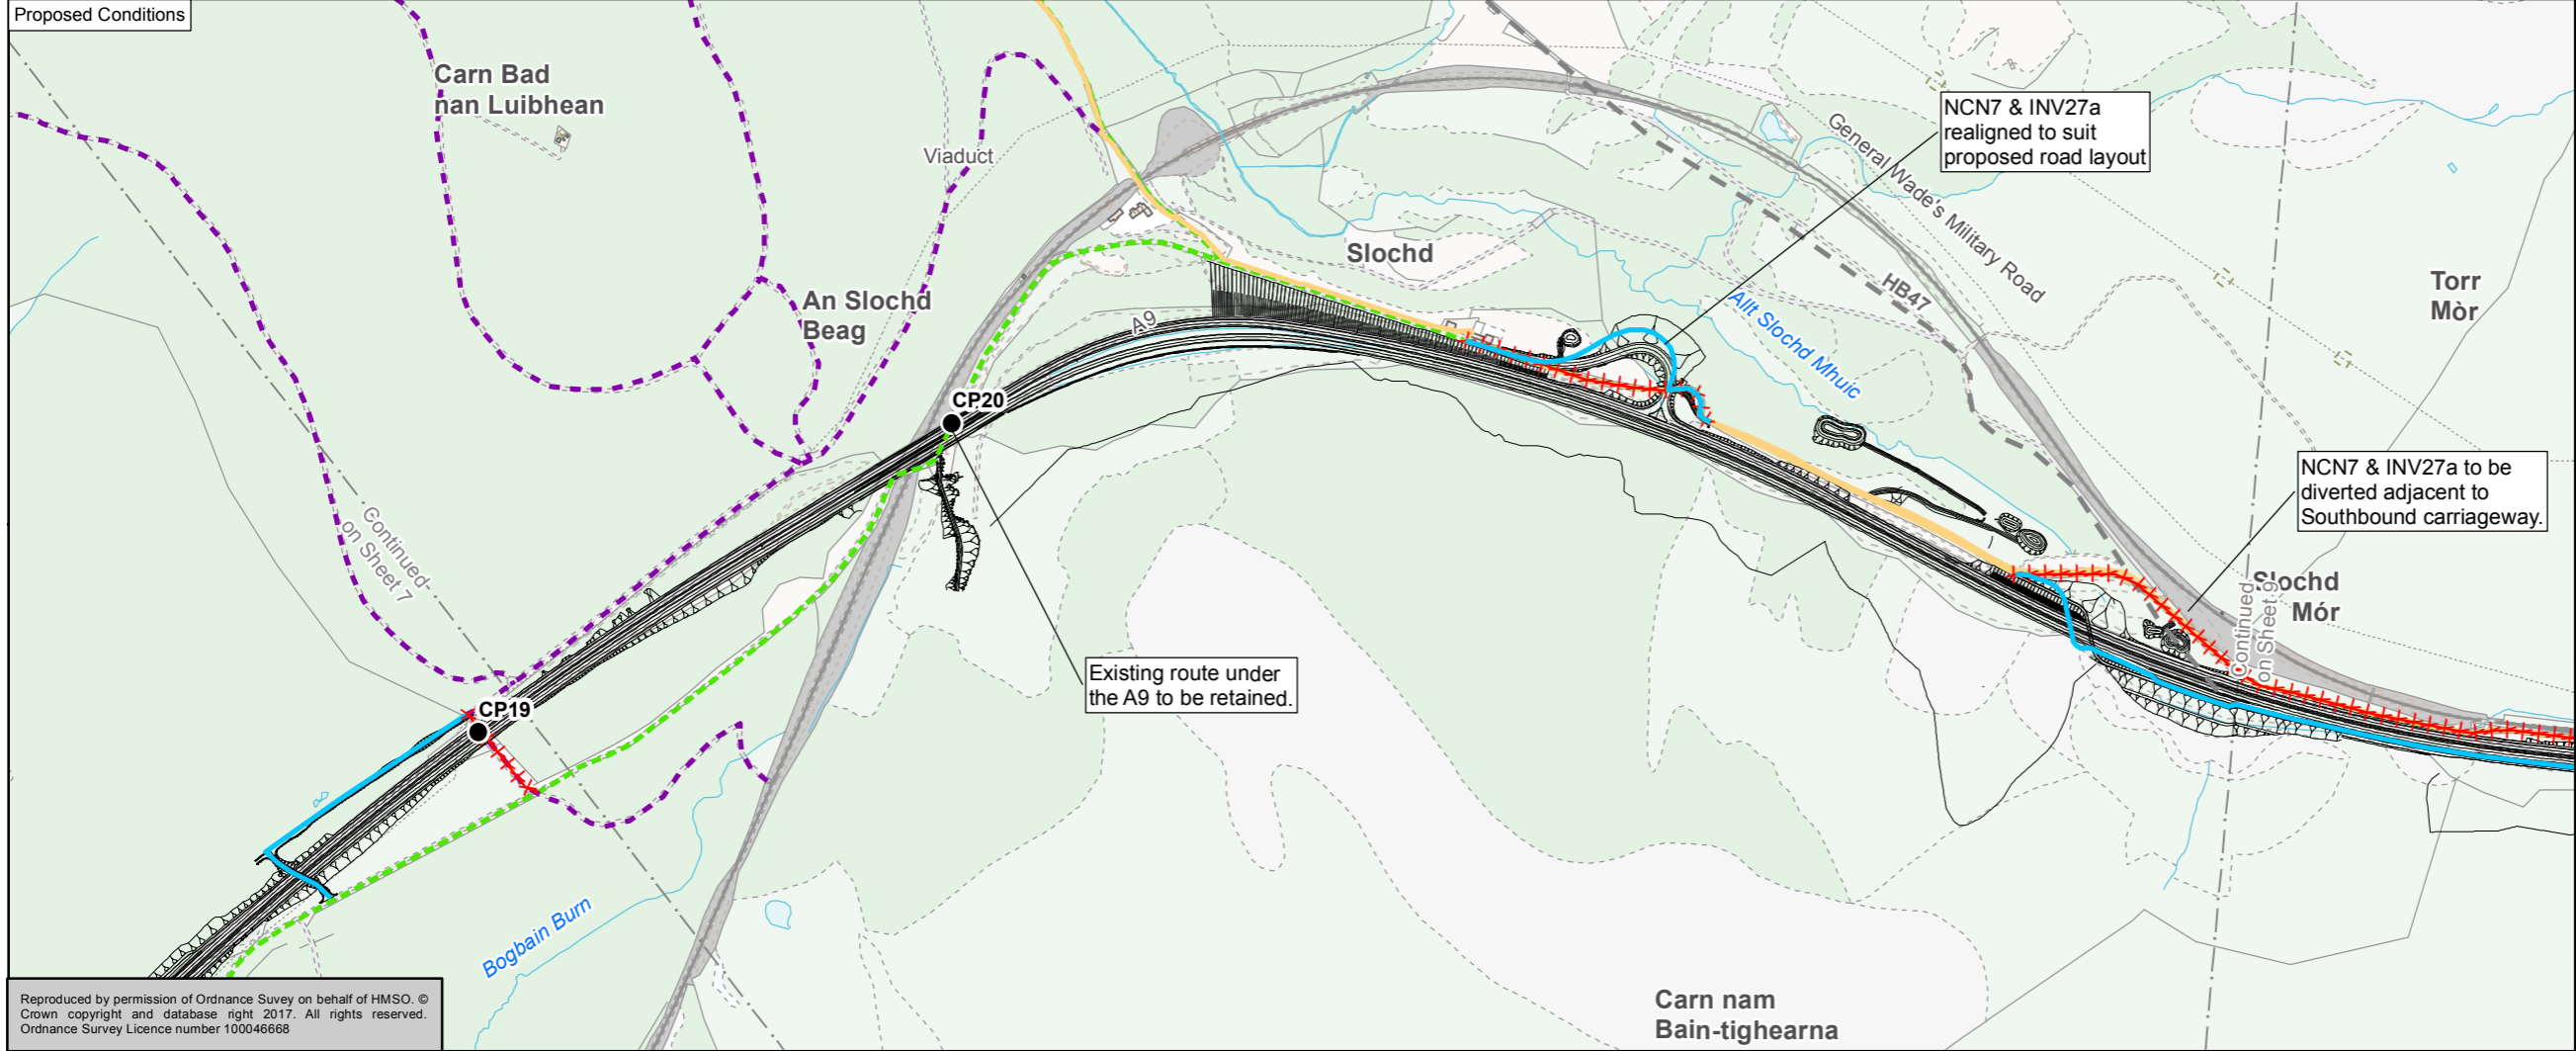 Proposed Conditions
Carn Bad
nan Luibhean
Viaduct
NCN7 & INV27a
realigned to suit
proposed road layout
General Wade's Military Road
Slochd
HB47
Torr
Mòr
An Slochd
Beag
A9
Allt Slochd Mhuic
CP20
NCN7 & INV27a to be
diverted adjacent to
Southbound carriageway.
Continued
on Sheet 7
Slochd
Mór
Continued
on Sheet 9
Existing route under
the A9 to be retained.
CP19
Bogbain Burn
Carn nam
Bain-tighearna
Reproduced by permission of Ordnance Suvey on behalf of HMSO. ©
Crown copyright and database right 2017. All rights reserved.
Ordnance Survey Licence number 100046668